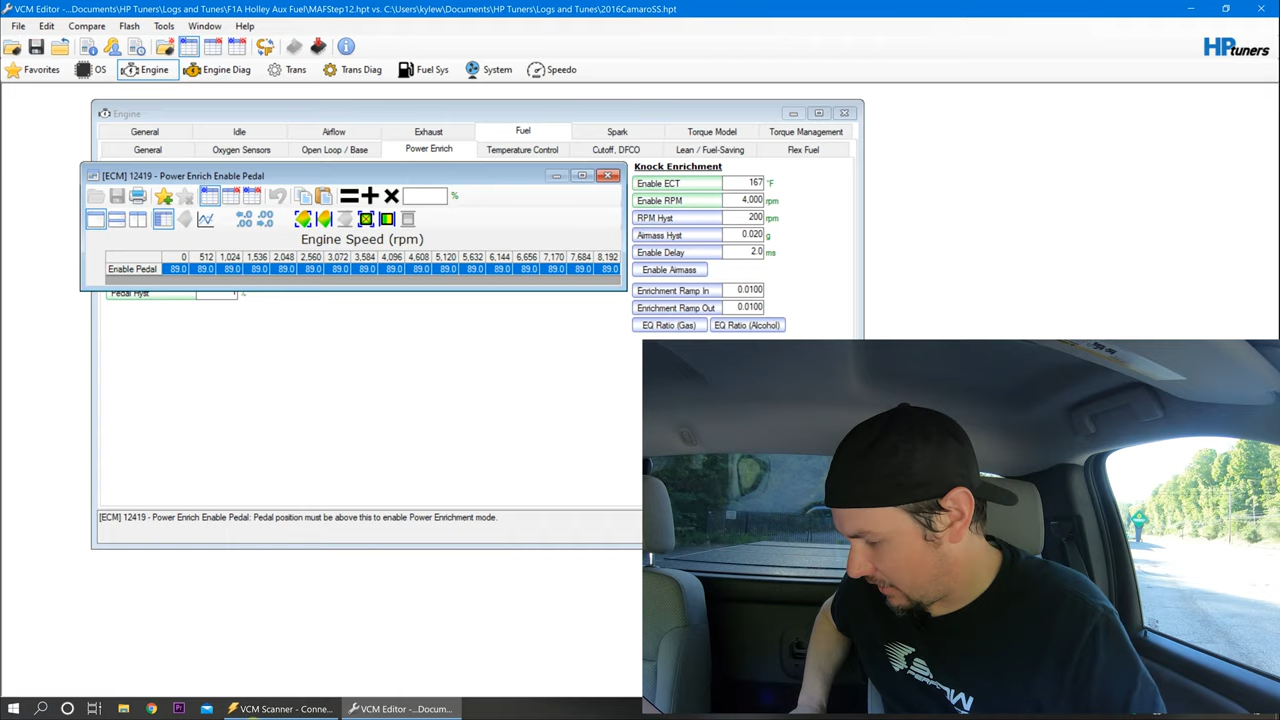 VCM Editor -...Documents\HP Tuners\Logs and Tunes\F1A Holley Aux Fuel\MAFStep12.hpt vs. C:\Users\kylew\Documents\HP Tuners\Logs and Tunes\2016CamaroSS.hpt
File Edit Compare Flash Tools Window Help
HPtuners
Favorites OS Engine Engine Diag Trans Trans Diag Fuel Sys System Speedo
Engine
General Idle Airflow Exhaust Fuel Spark Torque Model Torque Management
General Oxygen Sensors Open Loop / Base Power Enrich Temperature Control Cutoff, DFCO Lean / Fuel-Saving Flex Fuel
[ECM] 12419 - Power Enrich Enable Pedal
%
Engine Speed (rpm)
0 512 1,024 1,536 2,048 2,560 3,072 3,584 4,096 4,608 5,120 5,632 6,144 6,656 7,170 7,684 8,192
Enable Pedal 89.0 89.0 89.0 89.0 89.0 89.0 89.0 89.0 89.0 89.0 89.0 89.0 89.0 89.0 89.0 89.0 89.0
Pedal Hyst
Knock Enrichment
Enable ECT 167 °F
Enable RPM 4,000 rpm
RPM Hyst 200 rpm
Airmass Hyst 0.020 g
Enable Delay 2.0 ms
Enable Airmass
Enrichment Ramp In 0.0100
Enrichment Ramp Out 0.0100
EQ Ratio (Gas) EQ Ratio (Alcohol)
[ECM] 12419 - Power Enrich Enable Pedal: Pedal position must be above this to enable Power Enrichment mode.
VCM Scanner - Conne...
VCM Editor -...Docum...